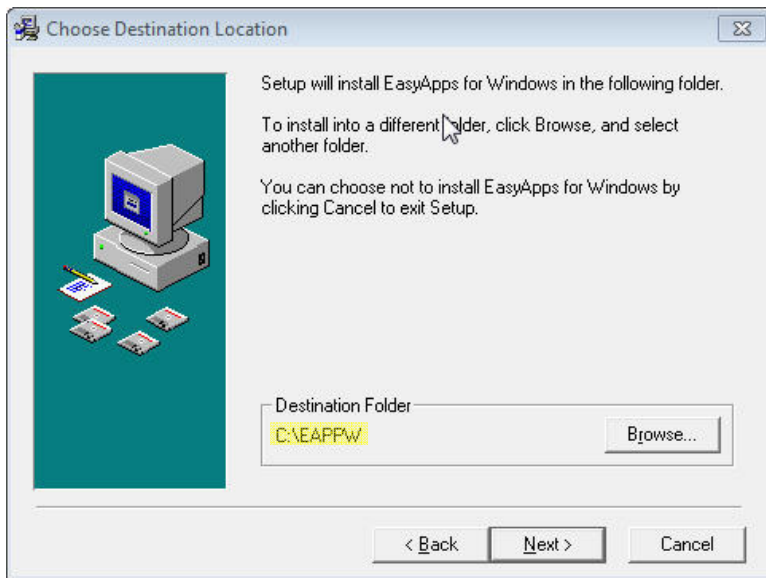 Choose Destination Location
Setup will install EasyApps for Windows in the following folder.
To install into a different folder, click Browse, and select
another folder.
You can choose not to install EasyApps for Windows by
clicking Cancel to exit Setup.
Destination Folder
C:\EAPPW
Browse...
< Back
Next >
Cancel